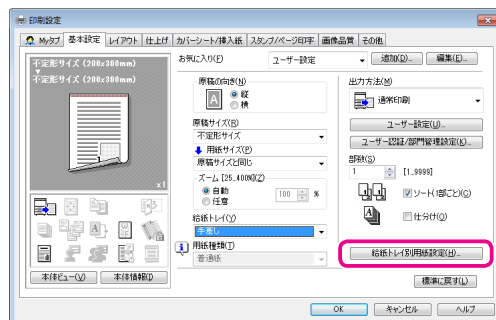 印刷設定
My タブ 基本設定 レイアウト 仕上げ カバーシート/挿入紙 スタンプ/ページ印字 画像品質 その他
不定形サイズ (200x300mm)
不定形サイズ (200x300mm)
x1
本体ビュー(V) 本体情報(I)
お気に入り(F) ユーザー設定 追加(D)... 編集(E)...
原稿の向き(N)
縦
横
原稿サイズ(R)
不定形サイズ
用紙サイズ(P)
原稿サイズと同じ
ズーム [25..400%](Z)
自動
任意
100 %
給紙トレイ(Y)
手差し
用紙種類(T)
普通紙
出力方法(M)
通常印刷
ユーザー設定(U)...
ユーザー認証/部門管理設定(K)...
部数(S)
1 [1..9999]
ソート(1部ごと)(C)
仕分け(O)
給紙トレイ別用紙設定(H)...
標準に戻す(L)
OK キャンセル ヘルプ